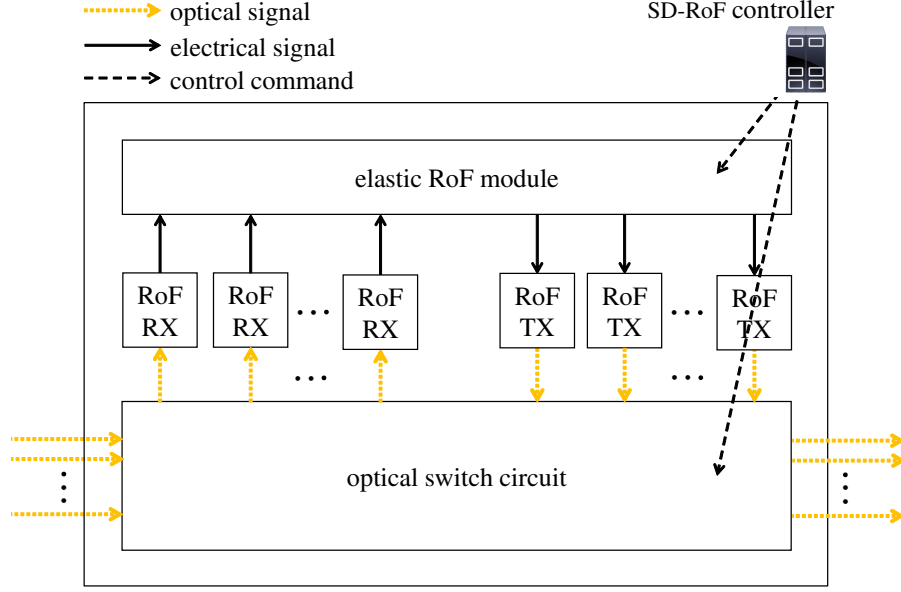 optical signal
SD-RoF controller
electrical signal
control command
elastic RoF module
RoF RoF RoF RoF RoF RoF
RX RX ... RX TX TX ... TX
... ...
optical switch circuit